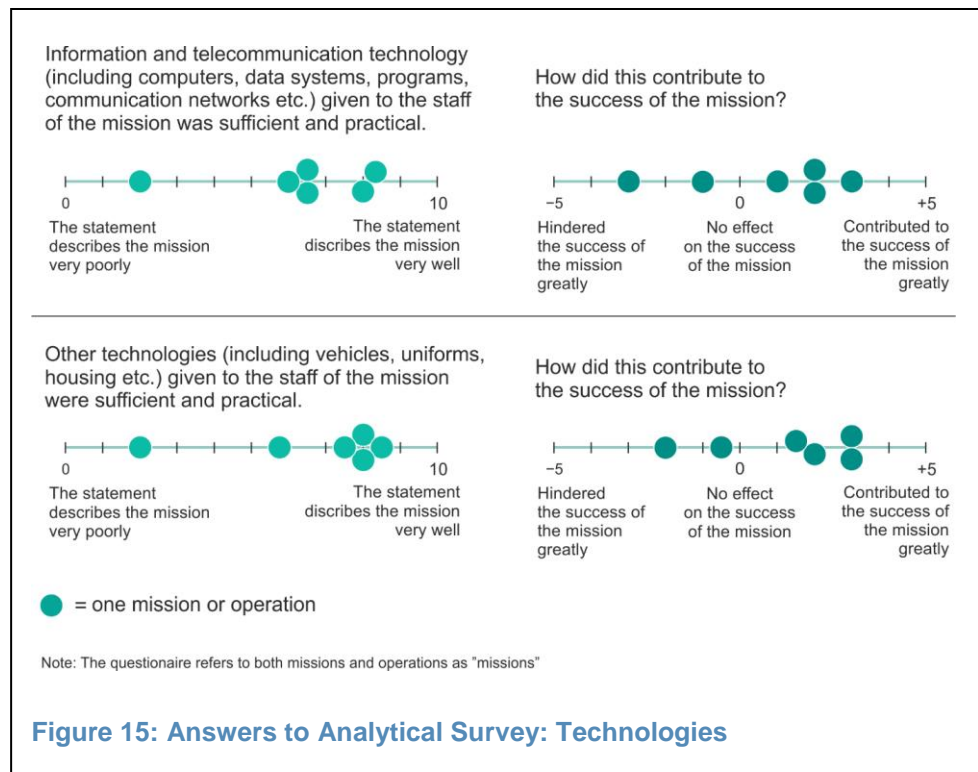 Information and telecommunication technology
(including computers, data systems, programs,
communication networks etc.) given to the staff
of the mission was sufficient and practical.
How did this contribute to
the success of the mission?
0
10
The statement
describes the mission
very poorly
The statement
discribes the mission
very well
−5
0
+5
Hindered
the success of
the mission
greatly
No effect
on the success
of the mission
Contributed to
the success of
the mission
greatly
Other technologies (including vehicles, uniforms,
housing etc.) given to the staff of the mission
were sufficient and practical.
How did this contribute to
the success of the mission?
0
10
The statement
describes the mission
very poorly
The statement
discribes the mission
very well
−5
0
+5
Hindered
the success of
the mission
greatly
No effect
on the success
of the mission
Contributed to
the success of
the mission
greatly
= one mission or operation
Note: The questionaire refers to both missions and operations as ”missions”
Figure 15: Answers to Analytical Survey: Technologies